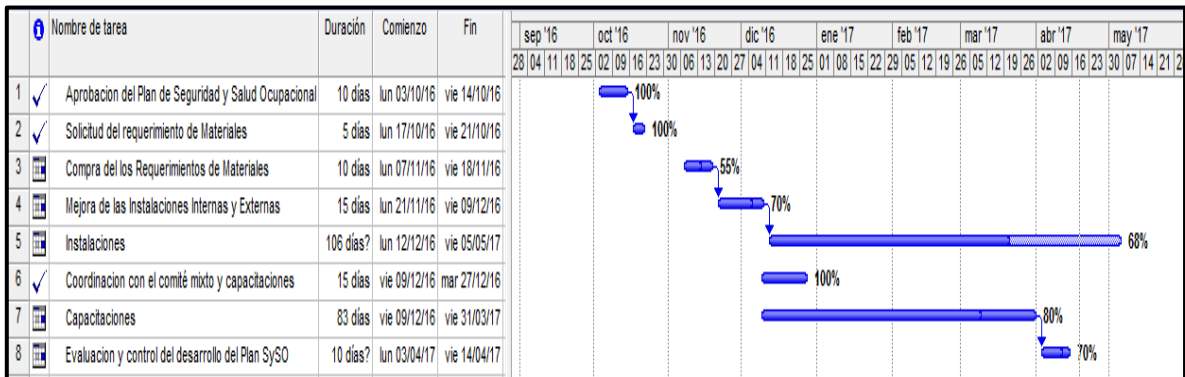 Nombre de tarea Duración Comienzo Fin
sep '16 oct '16 nov '16 dic '16 ene '17 feb '17 mar '17 abr '17 may '17
28 04 11 18 25 02 09 16 23 30 06 13 20 27 04 11 18 25 01 08 15 22 29 05 12 19 26 05 12 19 26 02 09 16 23 30 07 14 21
1 Aprobacion del Plan de Seguridad y Salud Ocupacional 10 días lun 03/10/16 vie 14/10/16 100%
2 Solicitud del requerimiento de Materiales 5 días lun 17/10/16 vie 21/10/16 100%
3 Compra del los Requerimientos de Materiales 10 días lun 07/11/16 vie 18/11/16 55%
4 Mejora de las Instalaciones Internas y Externas 15 días lun 21/11/16 vie 09/12/16 70%
5 Instalaciones 106 días? lun 12/12/16 vie 05/05/17 68%
6 Coordinacion con el comité mixto y capacitaciones 15 días vie 09/12/16 mar 27/12/16 100%
7 Capacitaciones 83 días vie 09/12/16 vie 31/03/17 80%
8 Evaluacion y control del desarrollo del Plan SySO 10 días? lun 03/04/17 vie 14/04/17 70%